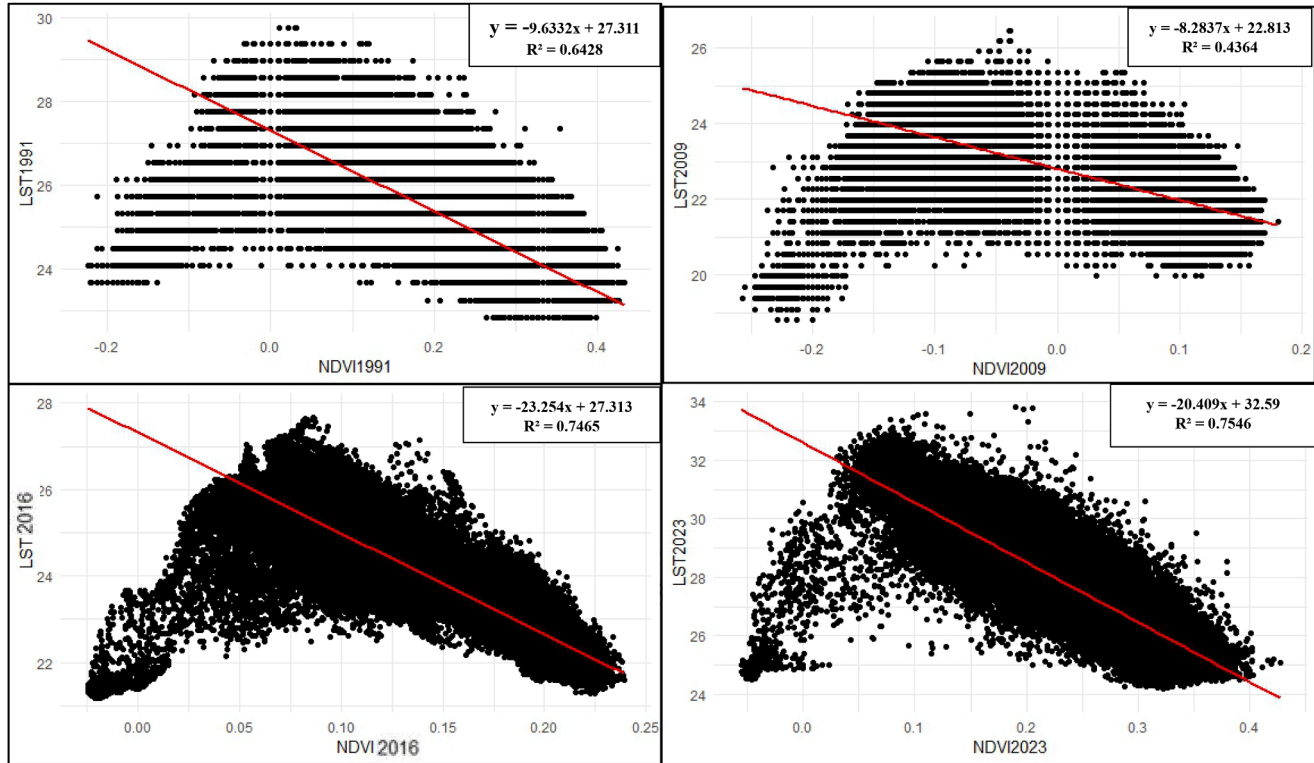 30
28
26
24
LST1991
y = -9.6332x + 27.311
R² = 0.6428
-0.2
0.0
0.2
0.4
NDVI1991
26
24
22
20
LST2009
y = -8.2837x + 22.813
R² = 0.4364
-0.2
-0.1
0.0
0.1
0.2
NDVI2009
28
26
24
22
LST 2016
y = -23.254x + 27.313
R² = 0.7465
0.00
0.05
0.10
0.15
0.20
0.25
NDVI 2016
34
32
30
28
26
24
LST2023
y = -20.409x + 32.59
R² = 0.7546
0.0
0.1
0.2
0.3
0.4
NDVI2023